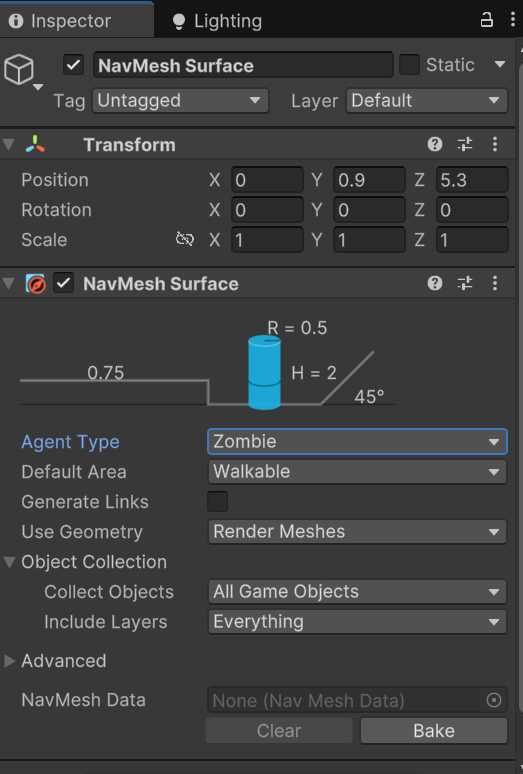 Inspector Lighting
NavMesh Surface Static
Tag Untagged Layer Default
Transform
Position X 0 Y 0.9 Z 5.3
Rotation X 0 Y 0 Z 0
Scale X 1 Y 1 Z 1
NavMesh Surface
R = 0.5
0.75 H = 2
45°
Agent Type Zombie
Default Area Walkable
Generate Links
Use Geometry Render Meshes
Object Collection
Collect Objects All Game Objects
Include Layers Everything
Advanced
NavMesh Data None (Nav Mesh Data)
Clear Bake